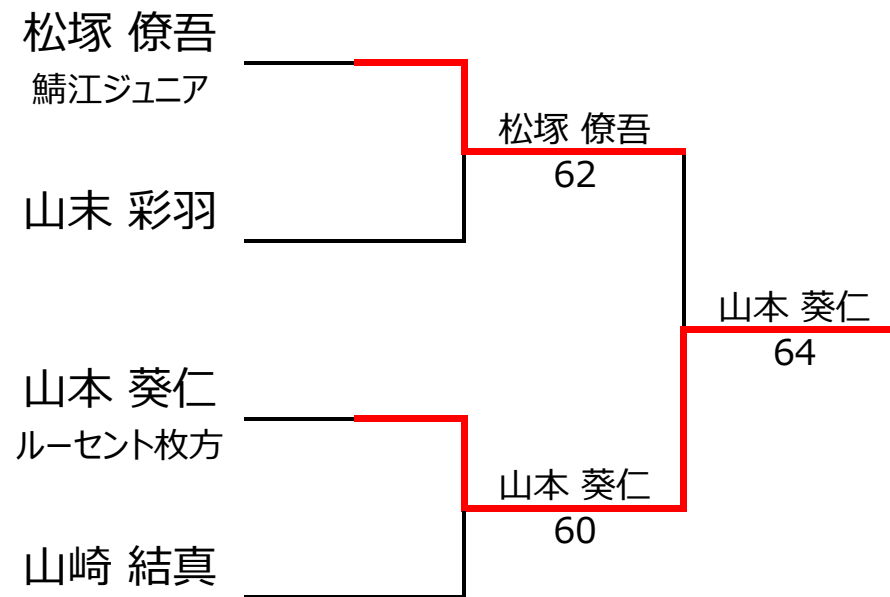 松塚 僚吾
鯖江ジュニア
松塚 僚吾
62
山末 彩羽
山本 葵仁
64
山本 葵仁
ルーセント枚方
山本 葵仁
60
山崎 結真